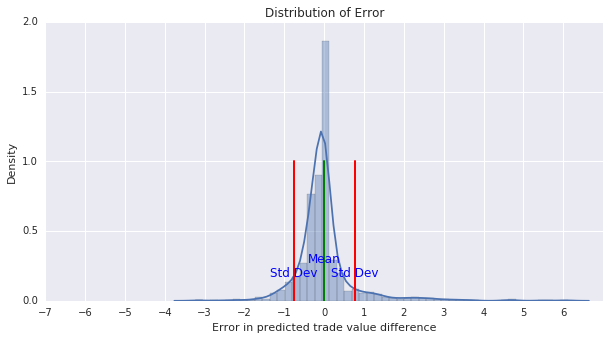 Distribution of Error
2.0
1.5
Density
1.0
0.5
Mean
Std Dev Std Dev
0.0
−7 −6 −5 −4 −3 −2 −1 0 1 2 3 4 5 6
Error in predicted trade value difference